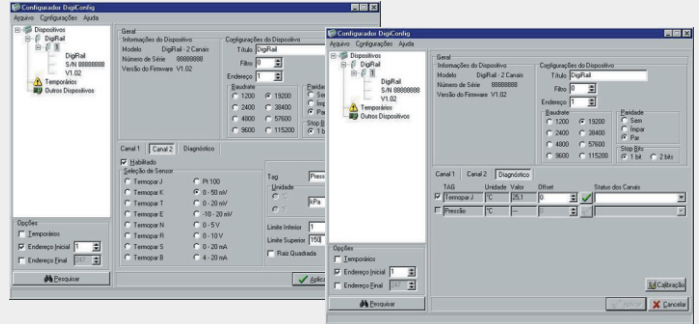 Configurador DigiConfig
Arquivo Configurações Ajuda
Dispositivos
DigiRail
1
DigiRail
S/N 88888888
V1.02
Temporários
Outros Dispositivos
Opções
Temporários
Endereço Inicial 1
Endereço Final 247
Pesquisar
Geral
Informações do Dispositivo
Modelo DigiRail - 2 Canais
Número de Série 88888888
Versão do Firmware V1.02
Configurações do Dispositivo
Título DigiRail
Filtro 0
Endereço 1
Baudrate
1200 19200
2400 38400
4800 57600
9600 115200
Paridade
Canal 1 Canal 2 Diagnóstico
Habilitado
Seleção de Sensor
Termopar J Pt 100
Termopar K 0 - 50 mV
Termopar T 0 - 20 mV
Termopar E -10 - 20 mV
Termopar N 0 - 5 V
Termopar R 0 - 10 V
Termopar S 0 - 20 mA
Termopar B 4 - 20 mA
Tag
Unidade
kPa
Limite Inferior 1
Limite Superior 150
Raiz Quadrada
Configurador DigiConfig
Arquivo Configurações Ajuda
Dispositivos
DigiRail
1
DigiRail
S/N 88888888
V1.02
Temporários
Outros Dispositivos
Opções
Temporários
Endereço Inicial 1
Endereço Final 247
Pesquisar
Geral
Informações do Dispositivo
Modelo DigiRail - 2 Canais
Número de Série 88888888
Versão do Firmware V1.02
Configurações do Dispositivo
Título DigiRail
Filtro 0
Endereço 1
Baudrate
1200 19200
2400 38400
4800 57600
9600 115200
Paridade
Sem
Ímpar
Par
Stop Bits
1 bit 2 bits
Canal 1 Canal 2 Diagnóstico
TAG Unidade Valor Offset Status dos Canais
Termopar J °C 25,1 0
Pressão °C --- 0
Calibração
Aplicar Cancelar